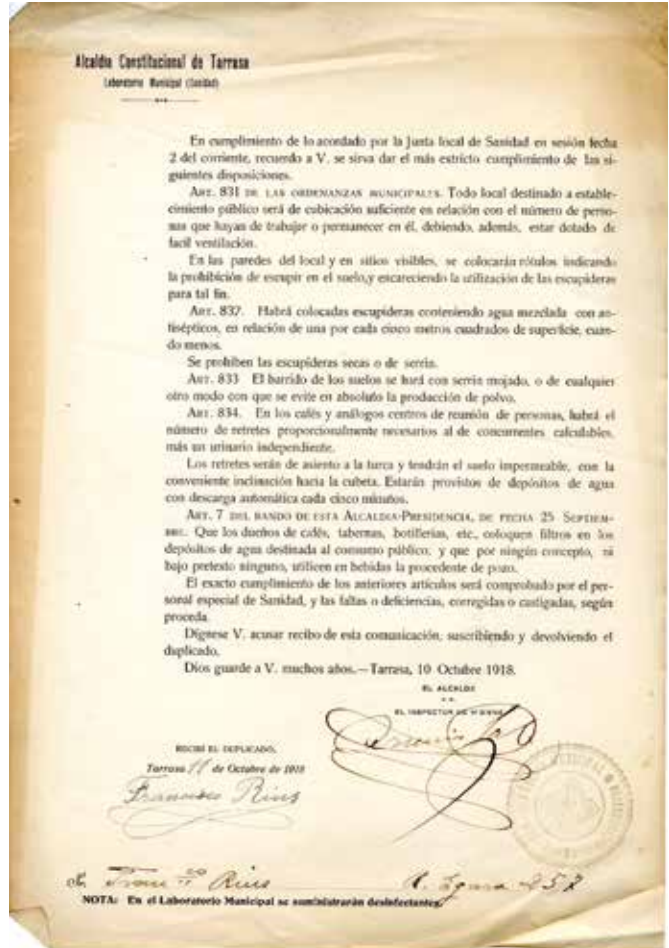 Alcaldía Constitucional de Tarrasa
Laboratorio Municipal (Sanidad)
En cumplimiento de lo acordado por la Junta local de Sanidad en sesión fecha
2 del corriente, recuerdo a V. se sirva dar el más estricto cumplimiento de las si-
guientes disposiciones.
ART. 831 DE LAS ORDENANZAS MUNICIPALES. Todo local destinado a estable-
cimiento público será de cubicación suficiente en relación con el número de perso-
nas que hayan de trabajar o permanecer en él, debiendo, además, estar dotado de
facil ventilación.
En las paredes del local y en sitios visibles, se colocarán rótulos indicando
la prohibición de escupir en el suelo,y encareciendo la utilización de las escupideras
para tal fin.
ART. 837. Habrá colocadas escupideras conteniendo agua mezclada con an-
tisépticos, en relación de una por cada cinco metros cuadrados de superficie, cuan-
do menos.
Se prohiben las escupideras secas o de serrín.
ART. 833 El barrido de los suelos se hará con serrín mojado, o de cualquier
otro modo con que se evite en absoluto la producción de polvo.
ART. 834. En los cafés y análogos centros de reunión de personas, habrá el
número de retretes proporcionalmente necesarios al de concurrentes calculables,
más un urinario independiente.
Los retretes serán de asiento a la turca y tendrán el suelo impermeable, con la
conveniente inclinación hacia la cubeta. Estarán provistos de depósitos de agua
con descarga automática cada cinco minutos.
ART. 7 DEL BANDO DE ESTA ALCALDIA-PRESIDENCIA, DE FECHA 25 SEPTIEM-
BRE. Que los dueños de cafés, tabernas, botillerías, etc., coloquen filtros en los
depósitos de agua destinada al consumo público; y que por ningún concepto, ni
bajo pretexto ninguno, utilicen en bebidas la procedente de pozo.
El exacto cumplimiento de los anteriores artículos será comprobado por el per-
sonal especial de Sanidad, y las faltas o deficiencias, corregidas o castigadas, según
proceda.
Dígnese V. acusar recibo de esta comunicación, suscribiendo y devolviendo el
duplicado.
Dios guarde a V. muchos años.—Tarrasa, 10 Octubre 1918.
EL ALCALDE
P. O.
EL INSPECTOR DE HIGIENE
RECIBÍ EL DUPLICADO,
Tarrasa 11 de Octubre de 1918
Francisco Rius
Sr. Franco Rius
NOTA: En el Laboratorio Municipal se suministrarán desinfectantes.